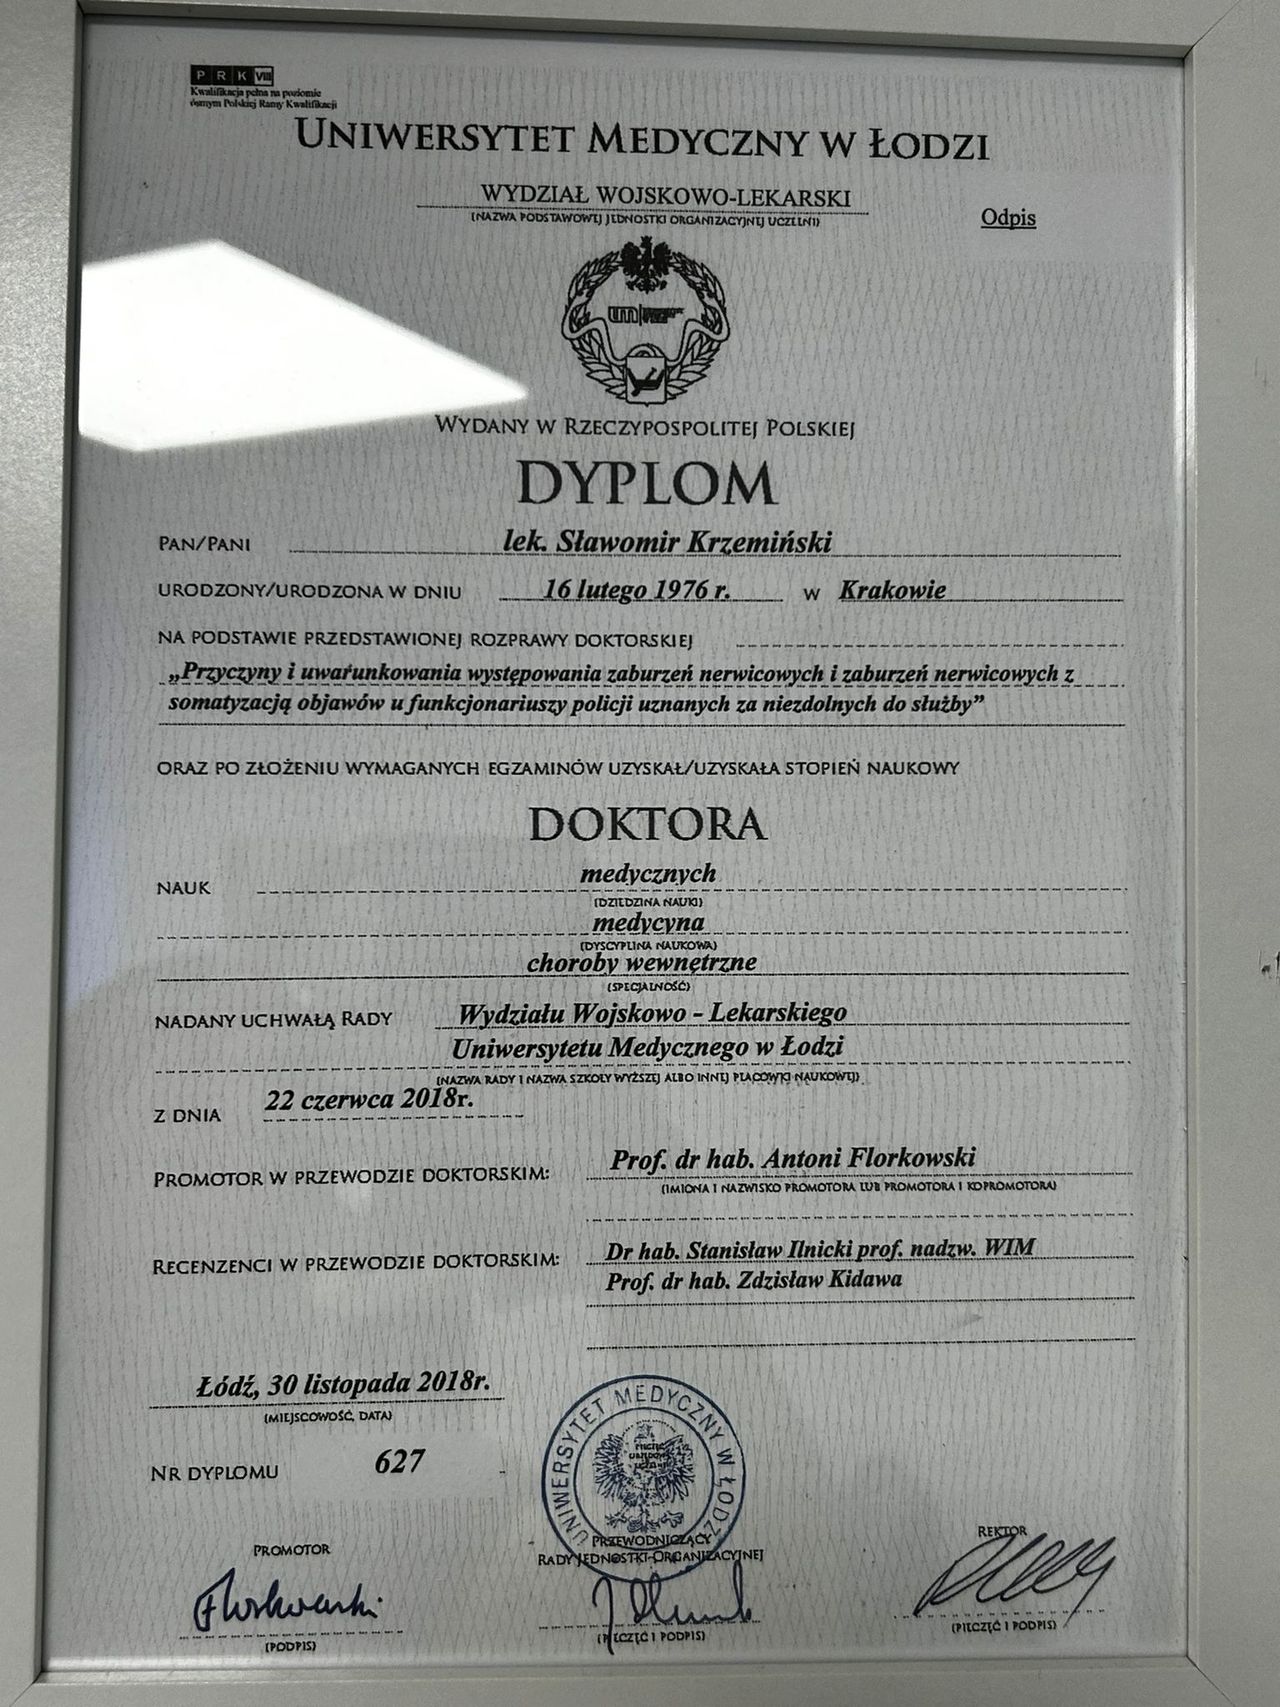 PRK VIII
Kwalifikacja pełna na poziomie
ósmym Polskiej Ramy Kwalifikacji
UNIWERSYTET MEDYCZNY W ŁODZI
WYDZIAŁ WOJSKOWO-LEKARSKI
(NAZWA PODSTAWOWEJ JEDNOSTKI ORGANIZACYJNEJ UCZELNI)
Odpis
WYDANY W RZECZYPOSPOLITEJ POLSKIEJ
DYPLOM
PAN/PANI lek. Sławomir Krzemiński
URODZONY/URODZONA W DNIU 16 lutego 1976 r. W Krakowie
NA PODSTAWIE PRZEDSTAWIONEJ ROZPRAWY DOKTORSKIEJ
„Przyczyny i uwarunkowania występowania zaburzeń nerwicowych i zaburzeń nerwicowych z
somatyzacją objawów u funkcjonariuszy policji uznanych za niezdolnych do służby”
ORAZ PO ZŁOŻENIU WYMAGANYCH EGZAMINÓW UZYSKAŁ/UZYSKAŁA STOPIEŃ NAUKOWY
DOKTORA
NAUK medycznych
(DZIEDZINA NAUKI)
medycyna
(DYSCYPLINA NAUKOWA)
choroby wewnętrzne
(SPECJALNOŚĆ)
NADANY UCHWAŁĄ RADY Wydziału Wojskowo - Lekarskiego
Uniwersytetu Medycznego w Łodzi
(NAZWA RADY I NAZWA SZKOŁY WYŻSZEJ ALBO INNEJ PLACÓWKI NAUKOWEJ)
Z DNIA 22 czerwca 2018r.
PROMOTOR W PRZEWODZIE DOKTORSKIM: Prof. dr hab. Antoni Florkowski
(IMIONA I NAZWISKO PROMOTORA LUB PROMOTORA I KOPROMOTORA)
RECENZENCI W PRZEWODZIE DOKTORSKIM: Dr hab. Stanisław Ilnicki prof. nadzw. WIM
Prof. dr hab. Zdzisław Kidawa
Łódź, 30 listopada 2018r.
(MIEJSCOWOŚĆ, DATA)
NR DYPLOMU 627
UNIWERSYTET MEDYCZNY W ŁODZI
PROMOTOR
(PODPIS)
PRZEWODNICZĄCY
RADY JEDNOSTKI ORGANIZACYJNEJ
(PIECZĘĆ I PODPIS)
REKTOR
(PIECZĘĆ I PODPIS)